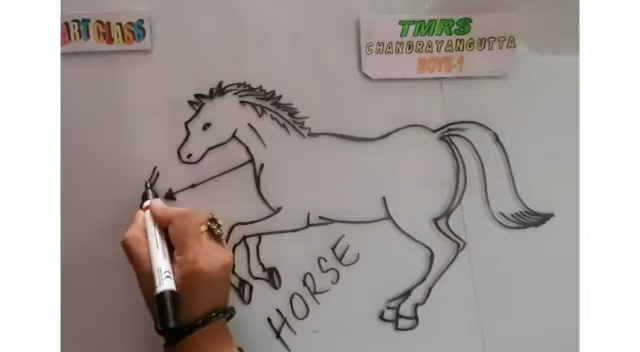 ART CLASS
TMRS
CHANDRAYANGUTTA
BOYS-1
HORSE